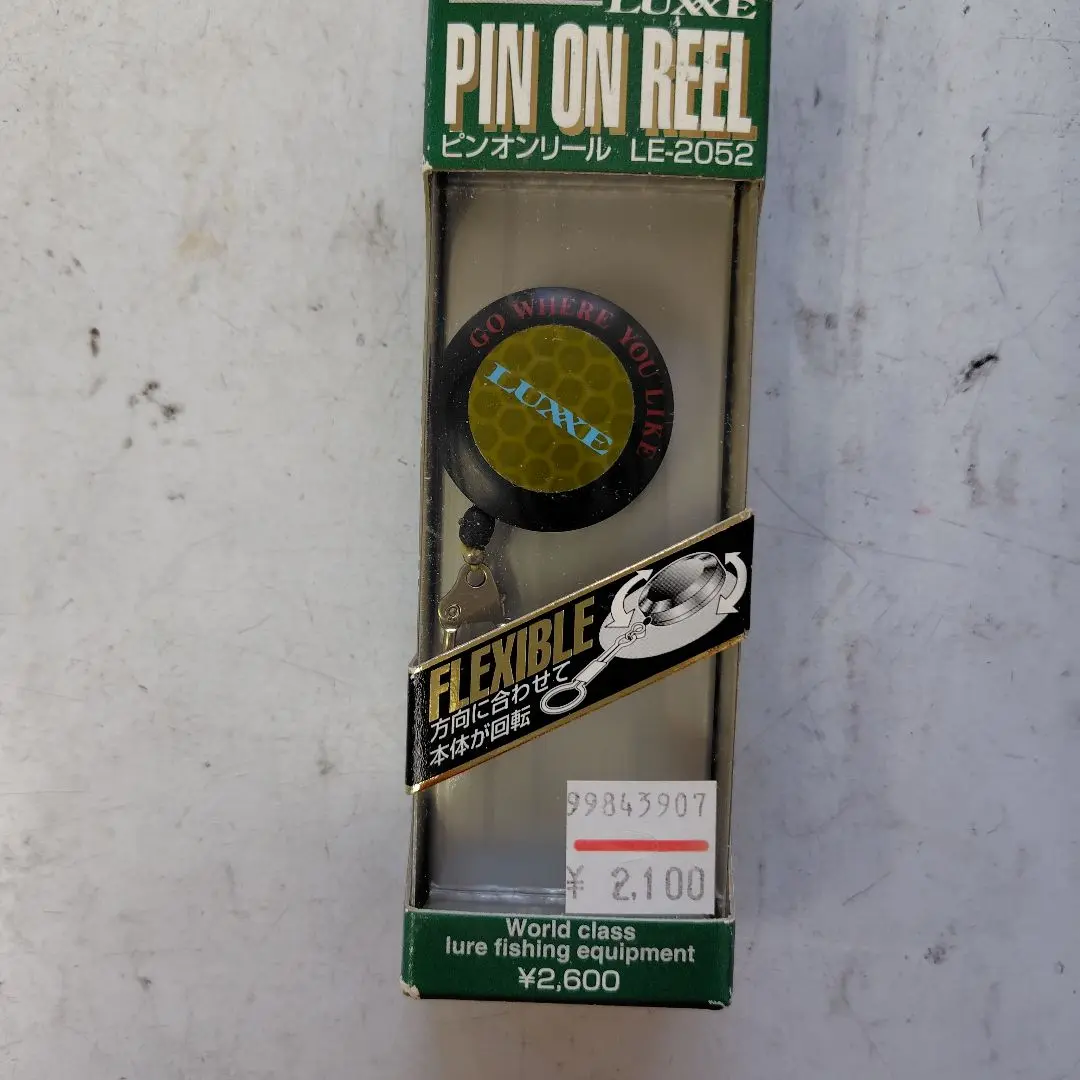 LUXXE
PIN ON REEL
ピンオンリール LE-2052
GO WHERE YOU LIKE
LUXXE
FLEXIBLE
方向に合わせて
本体が回転
99843907
¥ 2,100
World class
lure fishing equipment
¥2,600